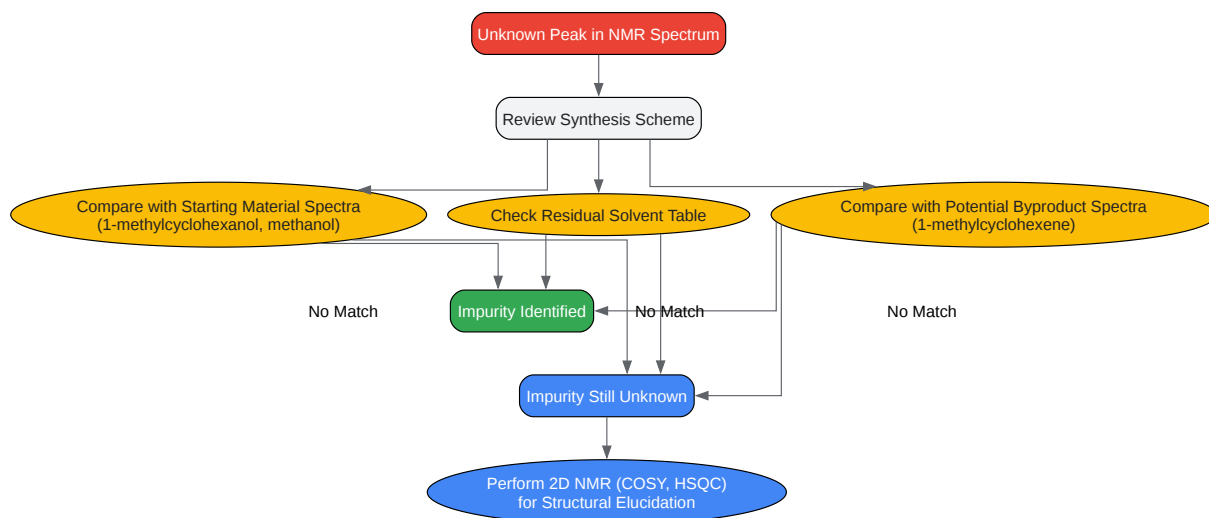 Unknown Peak in NMR Spectrum
Review Synthesis Scheme
Compare with Starting Material Spectra
(1-methylcyclohexanol, methanol)
Check Residual Solvent Table
Compare with Potential Byproduct Spectra
(1-methylcyclohexene)
No Match
Impurity Identified
No Match
No Match
Impurity Still Unknown
Perform 2D NMR (COSY, HSQC)
for Structural Elucidation